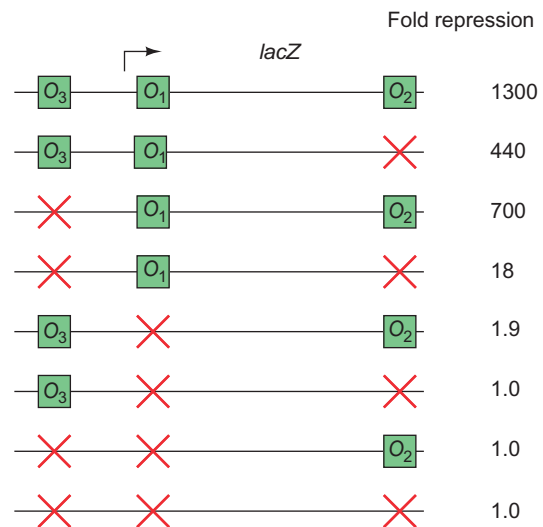 Fold repression
lacZ
O₃ O₁ O₂ 1300
O₃ O₁ 440
O₁ O₂ 700
O₁ 18
O₃ O₂ 1.9
O₃ 1.0
O₂ 1.0
1.0